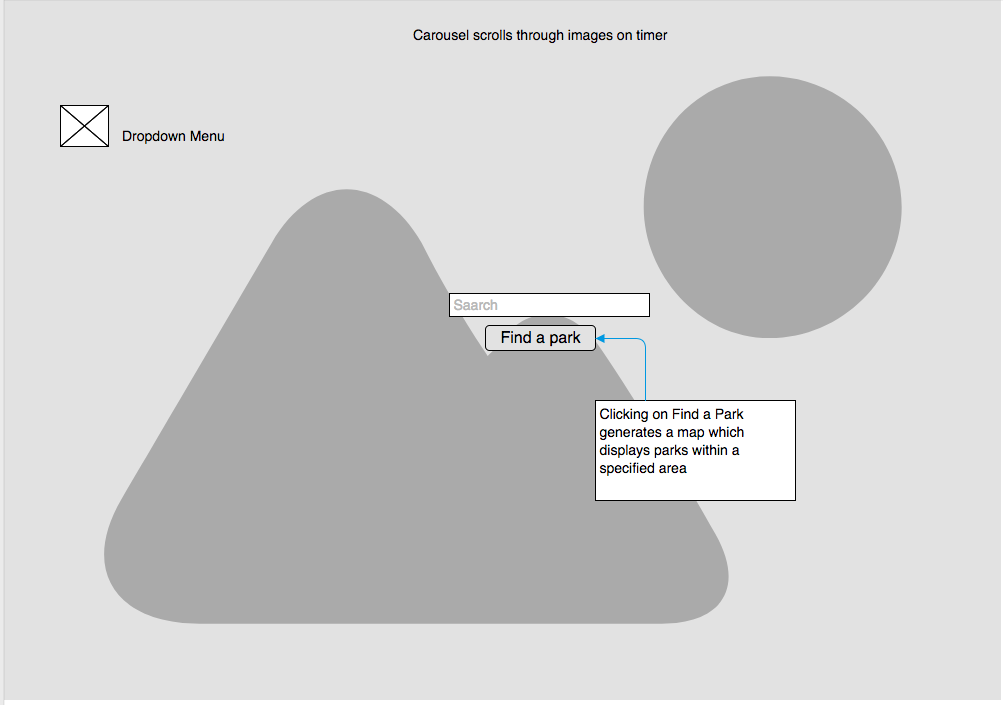 Carousel scrolls through images on timer
Dropdown Menu
Saarch
Find a park
Clicking on Find a Park
generates a map which
displays parks within a
specified area